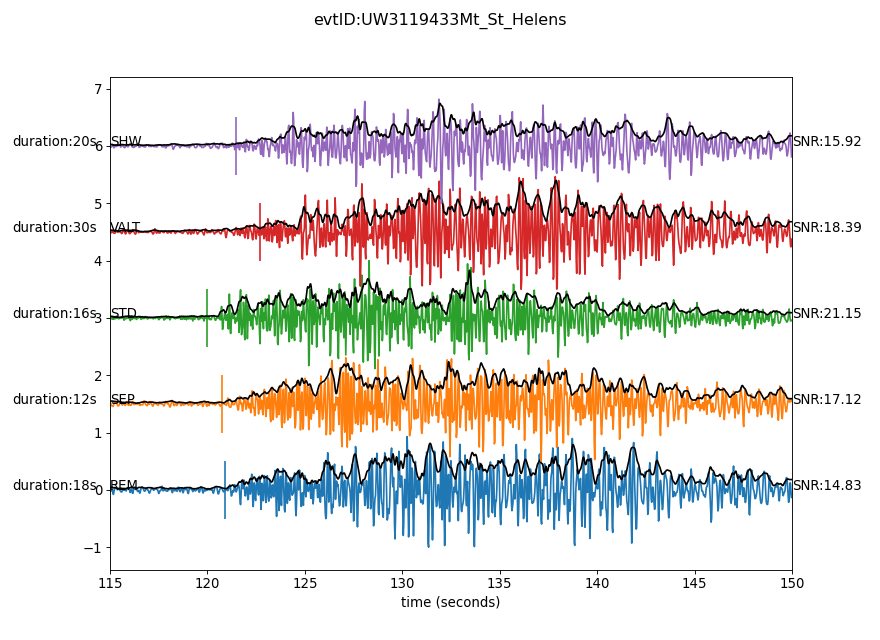 evtID:UW3119433Mt_St_Helens
7
duration:20s SHW SNR:15.92
6
5
duration:30s VALT SNR:18.39
4
duration:16s STD SNR:21.15
3
2
duration:12s SEP SNR:17.12
1
duration:18s REM SNR:14.83
0
−1
115 120 125 130 135 140 145 150
time (seconds)